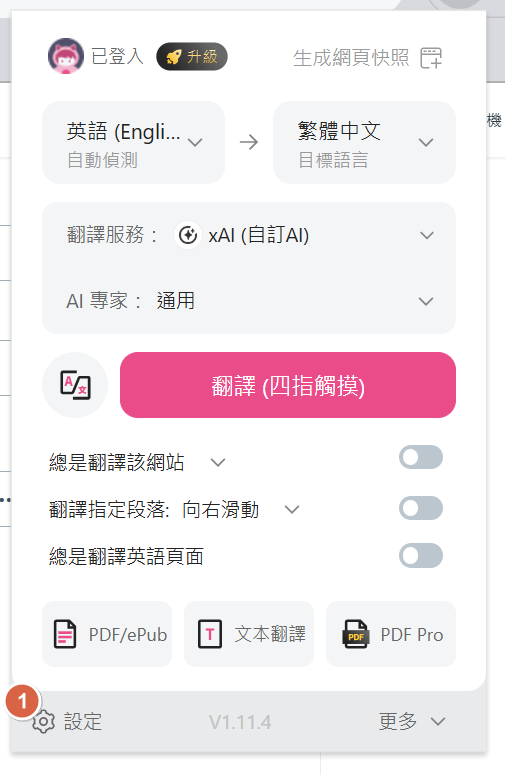 已登入 升級 生成網頁快照
機
英語 (Engli... 繁體中文
自動偵測 目標語言
翻譯服務： xAI (自訂AI)
AI 專家： 通用
A 文 翻譯 (四指觸摸)
總是翻譯該網站
翻譯指定段落: 向右滑動
總是翻譯英語頁面
PDF/ePub T 文本翻譯 PDF PDF Pro
1 設定 V1.11.4 更多